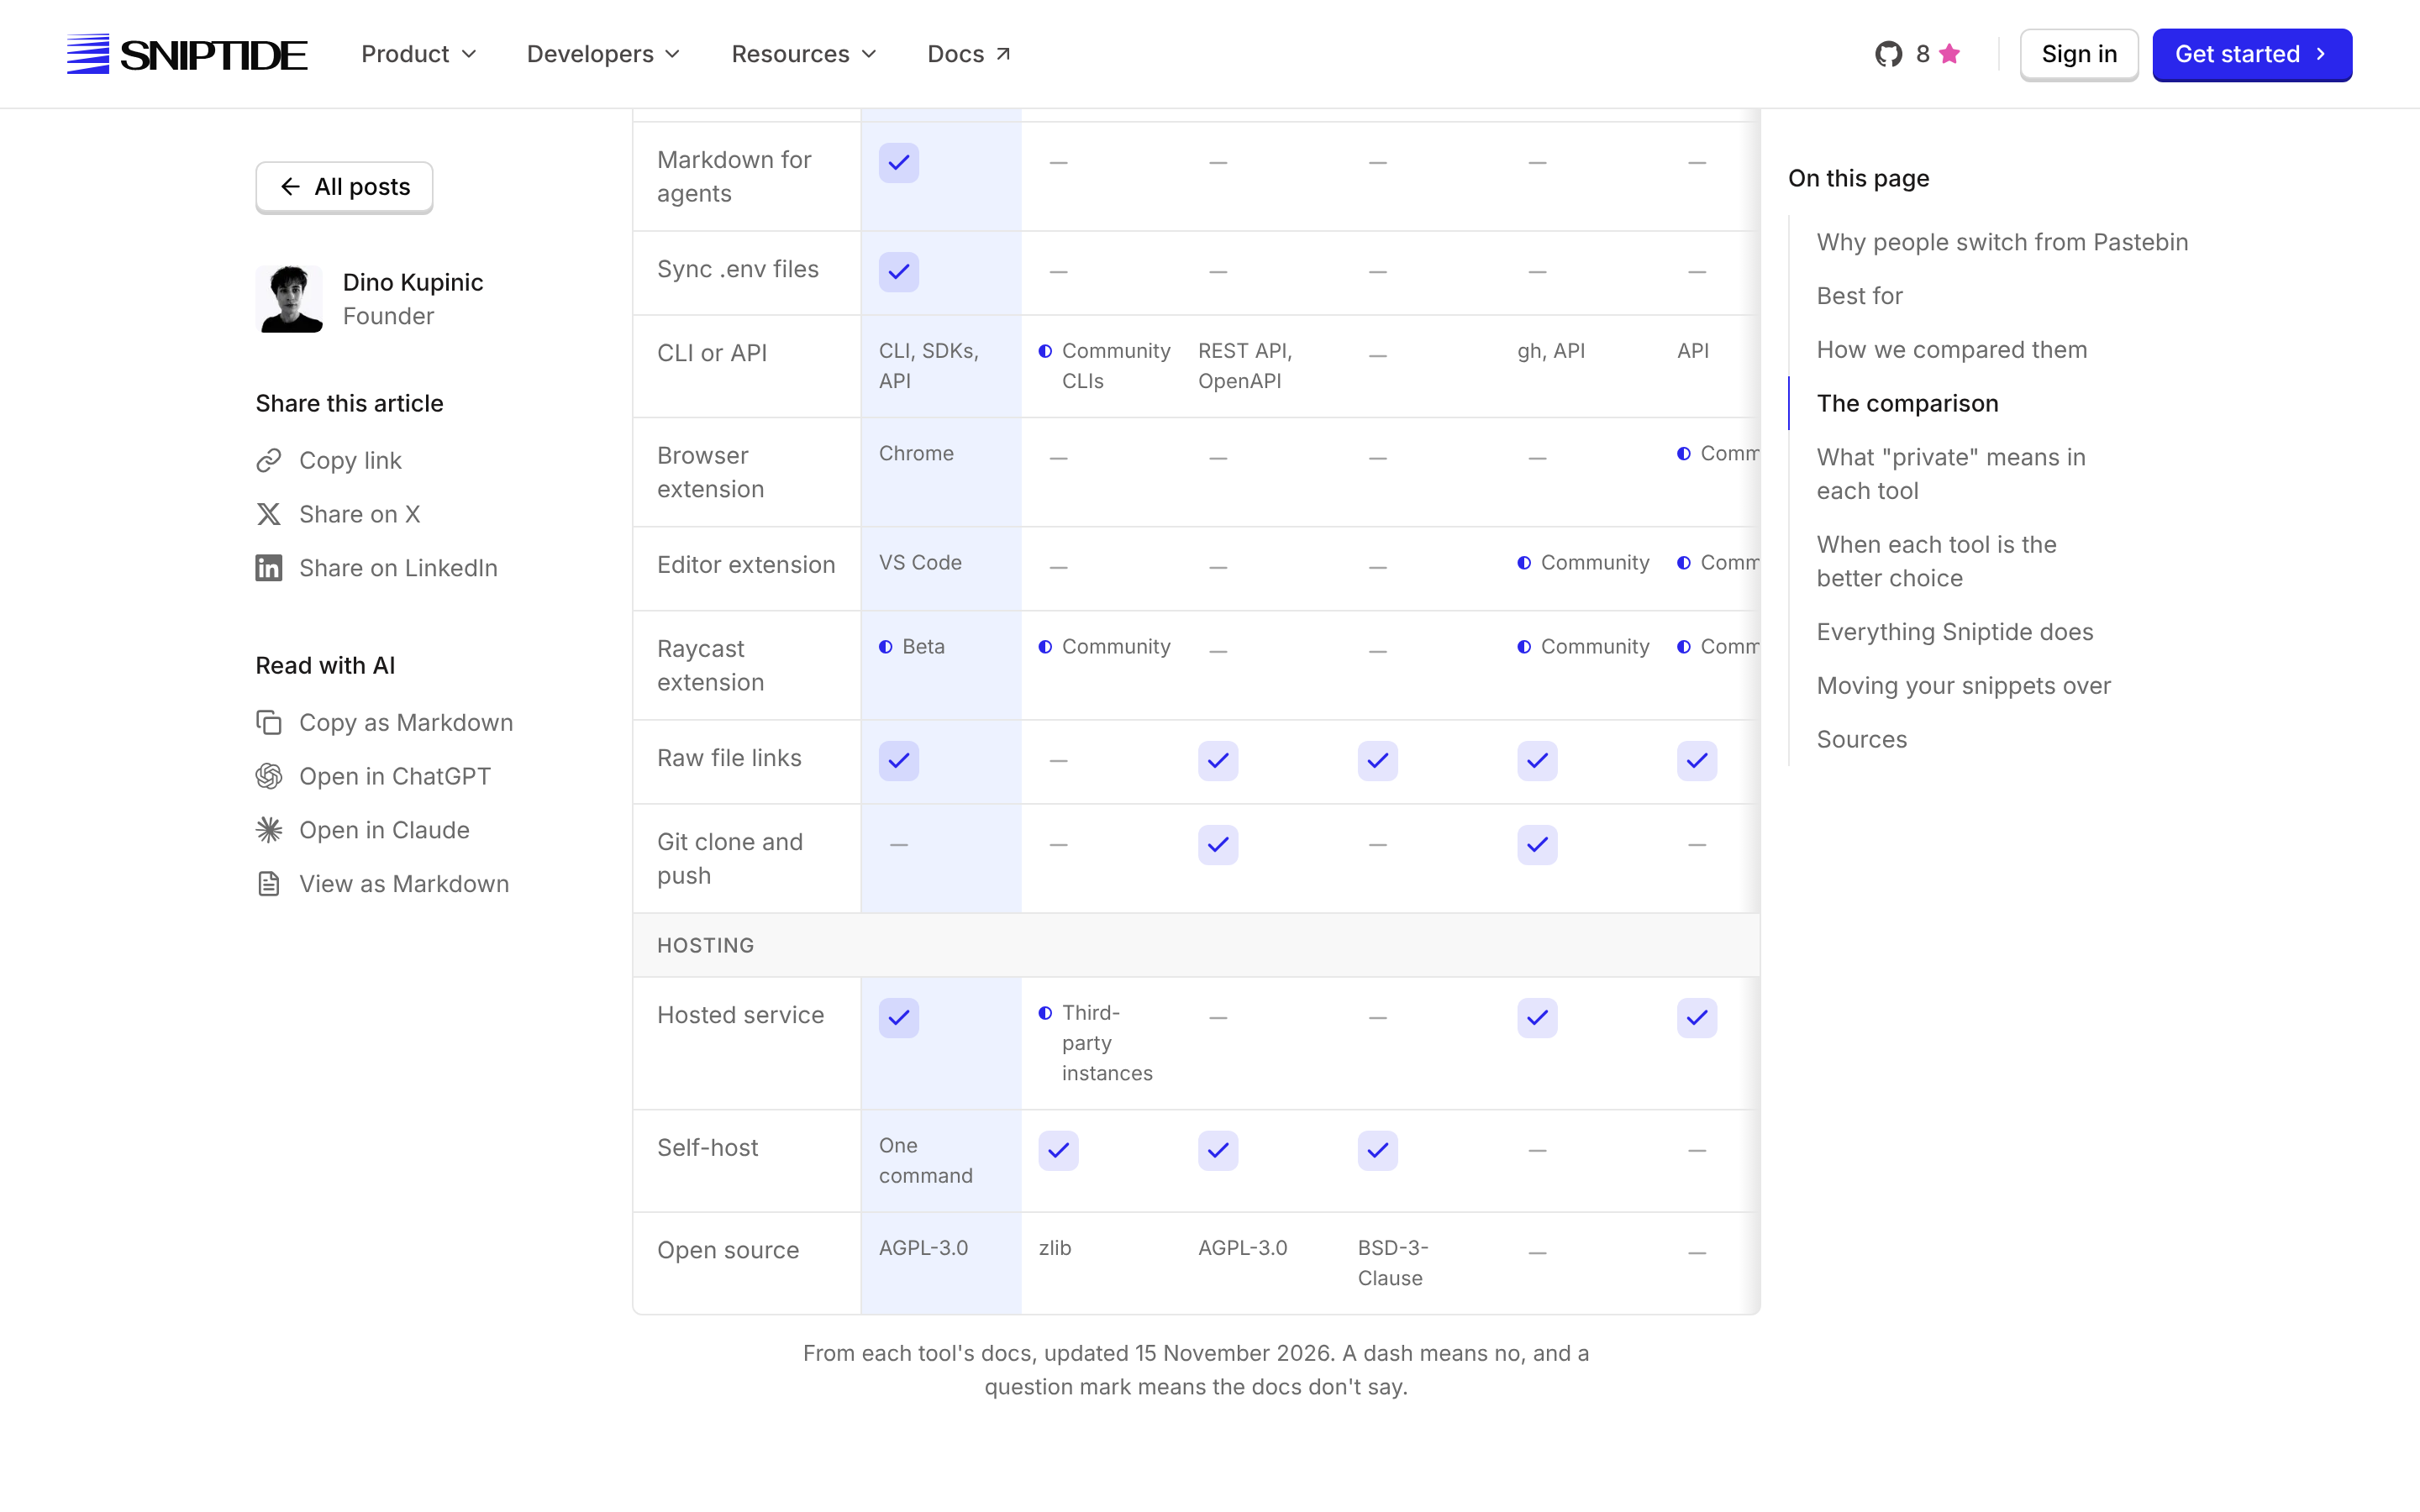 SNIPTIDE
Product
Developers
Resources
Docs
8
Sign in
Get started
All posts
Dino Kupinic
Founder
Share this article
Copy link
Share on X
Share on LinkedIn
Read with AI
Copy as Markdown
Open in ChatGPT
Open in Claude
View as Markdown
Markdown for
agents
— — — — —
Sync .env files
— — — — —
CLI or API
CLI, SDKs,
API
Community
CLIs
REST API,
OpenAPI
—
gh, API
API
Browser
extension
Chrome
— — — —
Comm
Editor extension
VS Code
— — —
Community
Comm
Raycast
extension
Beta
Community
— —
Community
Comm
Raw file links
—
Git clone and
push
— — — —
HOSTING
Hosted service
Third-
party
instances
— —
Self-host
One
command
— —
Open source
AGPL-3.0
zlib
AGPL-3.0
BSD-3-
Clause
— —
From each tool's docs, updated 15 November 2026. A dash means no, and a
question mark means the docs don't say.
On this page
Why people switch from Pastebin
Best for
How we compared them
The comparison
What "private" means in
each tool
When each tool is the
better choice
Everything Sniptide does
Moving your snippets over
Sources